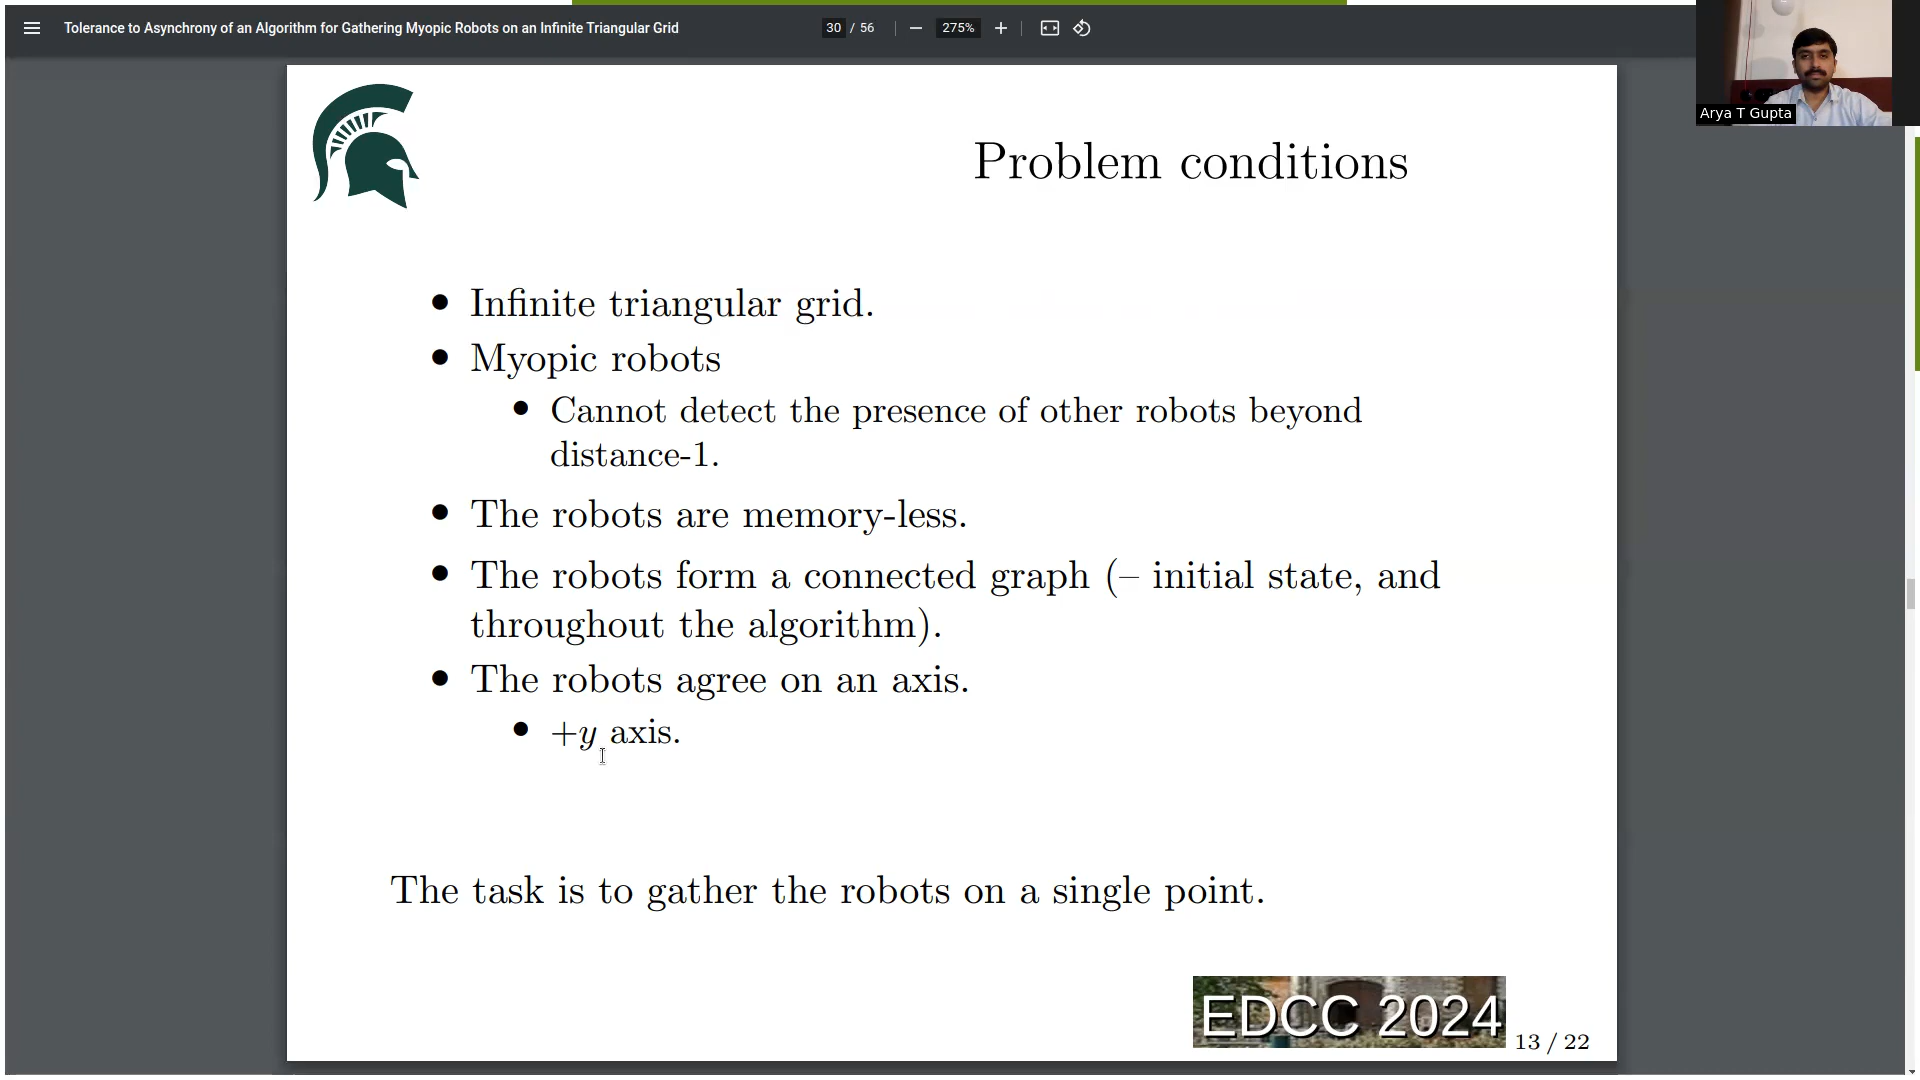 Tolerance to Asynchrony of an Algorithm for Gathering Myopic Robots on an Infinite Triangular Grid
30 / 56
275%
Arya T Gupta
Problem conditions
• Infinite triangular grid.
• Myopic robots
• Cannot detect the presence of other robots beyond
distance-1.
• The robots are memory-less.
• The robots form a connected graph (– initial state, and
throughout the algorithm).
• The robots agree on an axis.
• +y axis.
The task is to gather the robots on a single point.
EDCC 2024
13 / 22